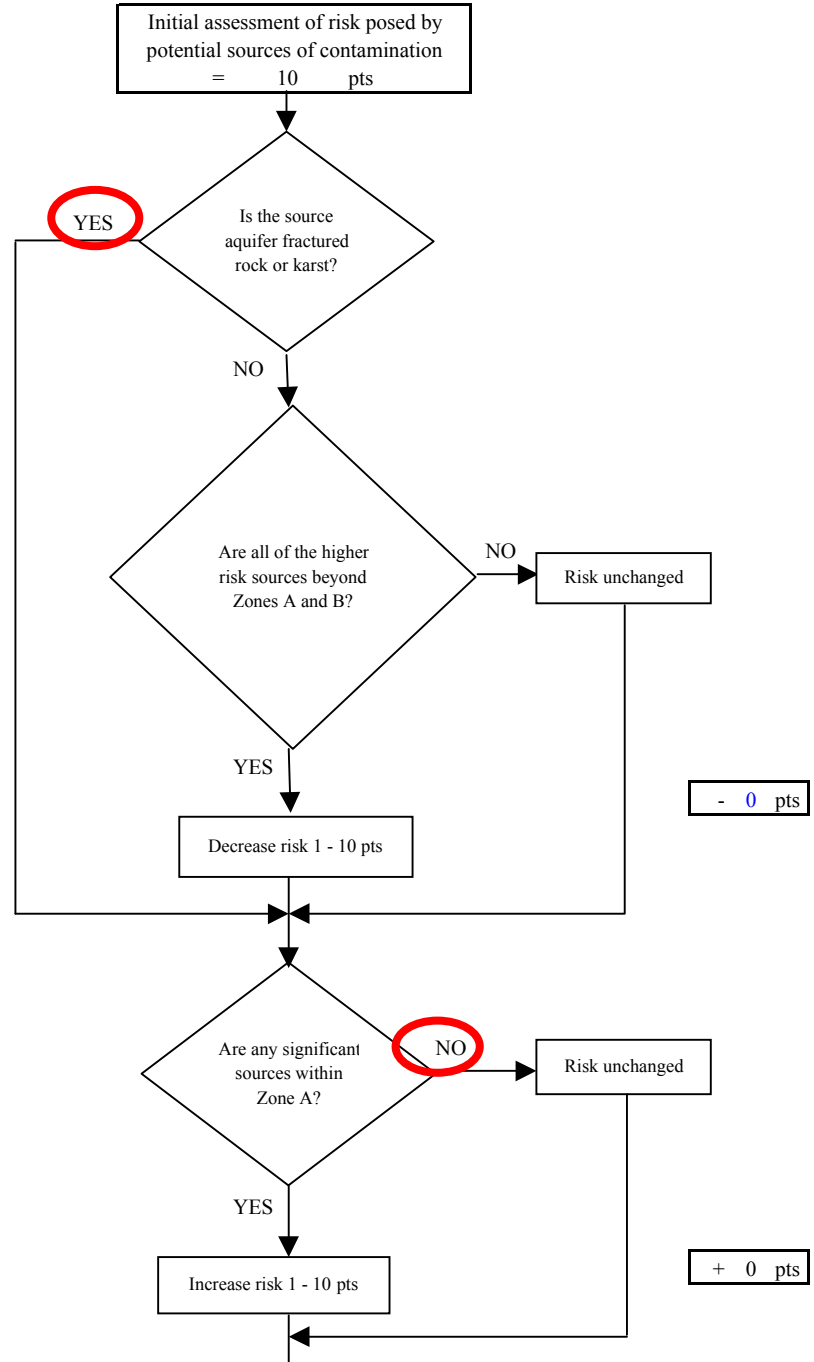 Initial assessment of risk posed by
potential sources of contamination
= 10 pts
YES
Is the source
aquifer fractured
rock or karst?
NO
Are all of the higher
risk sources beyond
Zones A and B?
NO
Risk unchanged
YES
- 0 pts
Decrease risk 1 - 10 pts
Are any significant
sources within
Zone A?
NO
Risk unchanged
YES
+ 0 pts
Increase risk 1 - 10 pts